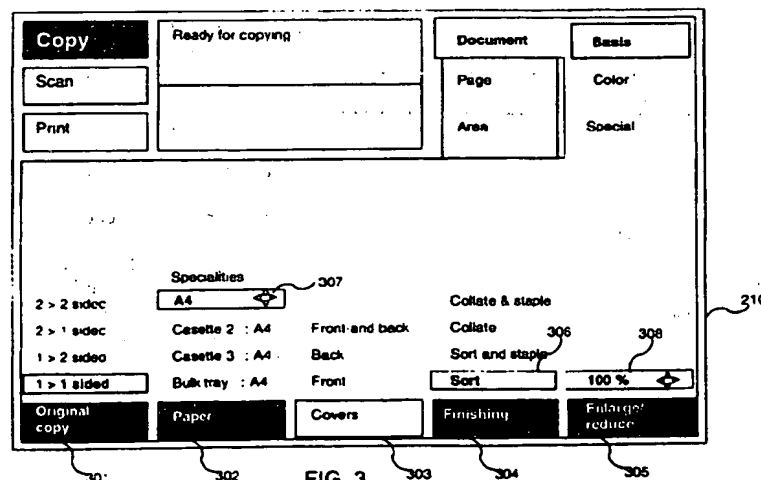 Copy
Scan
Print
Ready for copying
Document
Page
Area
Basis
Color
Special
Specialities
A4
307
2 > 2 sided
2 > 1 sided
1 > 2 sided
1 > 1 sided
Casette 2 : A4
Casette 3 : A4
Bulk tray : A4
Front and back
Back
Front
Collate & staple
Collate
Sort and staple
Sort
306
308
100 %
210
Original
copy
Paper
Covers
Finishing
Enlarge/
reduce
301
302
303
304
305
FIG. 3